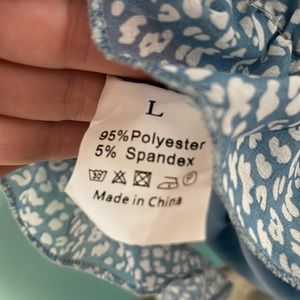 L
95%Polyester
5% Spandex
Made in China